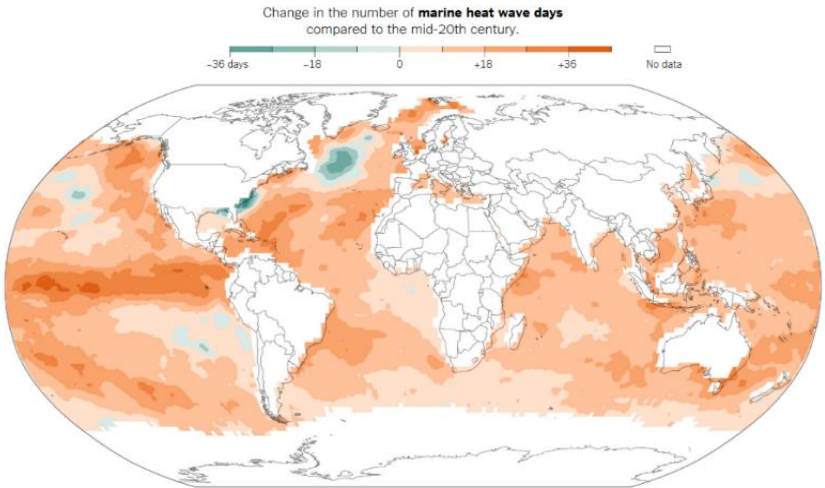 Change in the number of marine heat wave days
compared to the mid-20th century.
−36 days −18 0 +18 +36 No data